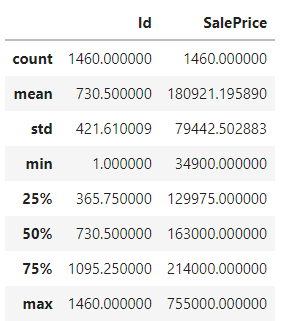 Id SalePrice
count 1460.000000 1460.000000
mean 730.500000 180921.195890
std 421.610009 79442.502883
min 1.000000 34900.000000
25% 365.750000 129975.000000
50% 730.500000 163000.000000
75% 1095.250000 214000.000000
max 1460.000000 755000.000000